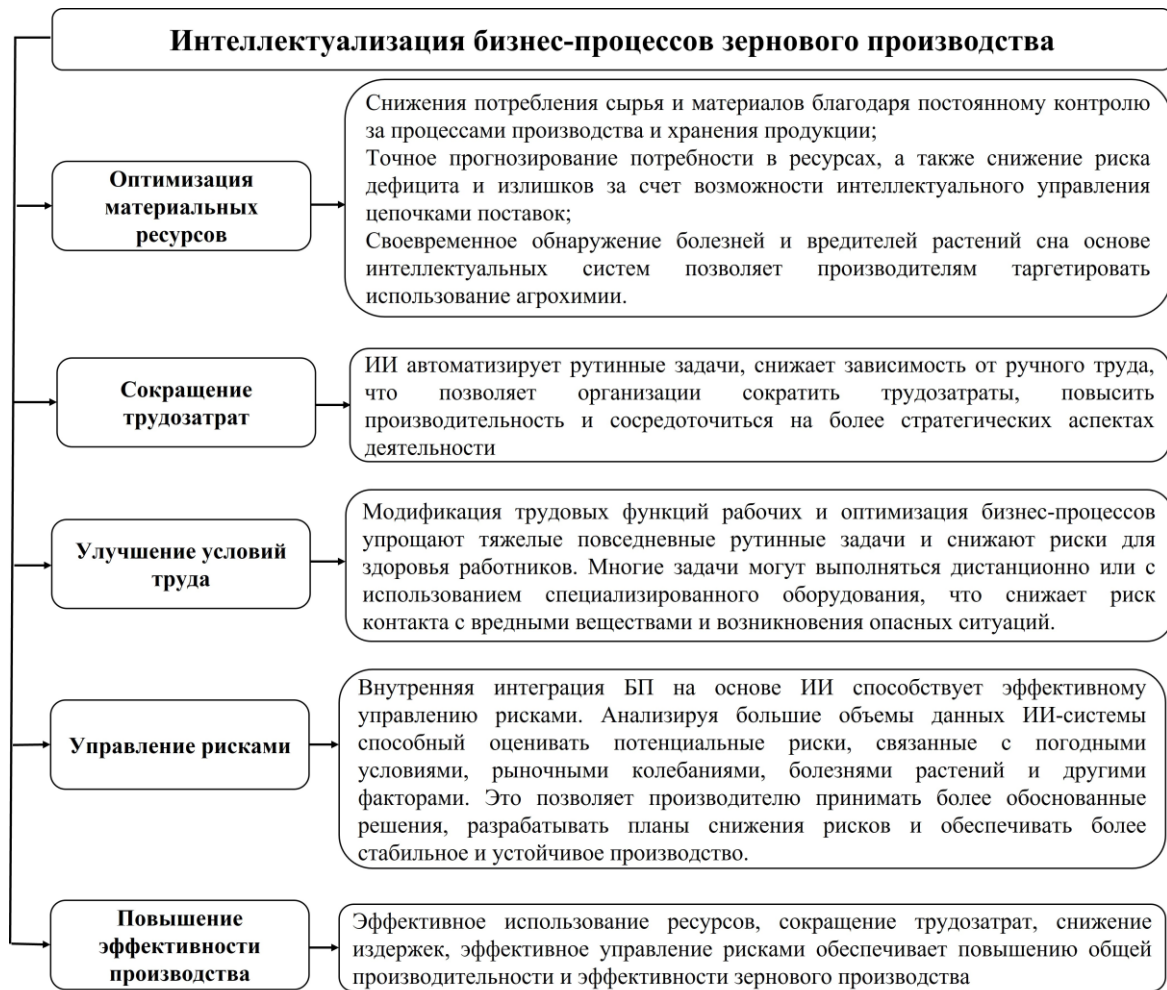 Интеллектуализация бизнес-процессов зернового производства
Оптимизация
материальных
ресурсов
Снижения потребления сырья и материалов благодаря постоянному контролю
за процессами производства и хранения продукции;
Точное прогнозирование потребности в ресурсах, а также снижение риска
дефицита и излишков за счет возможности интеллектуального управления
цепочками поставок;
Своевременное обнаружение болезней и вредителей растений сна основе
интеллектуальных систем позволяет производителям таргетировать
использование агрохимии.
Сокращение
трудозатрат
ИИ автоматизирует рутинные задачи, снижает зависимость от ручного труда,
что позволяет организации сократить трудозатраты, повысить
производительность и сосредоточиться на более стратегических аспектах
деятельности
Улучшение условий
труда
Модификация трудовых функций рабочих и оптимизация бизнес-процессов
упрощают тяжелые повседневные рутинные задачи и снижают риски для
здоровья работников. Многие задачи могут выполняться дистанционно или с
использованием специализированного оборудования, что снижает риск
контакта с вредными веществами и возникновения опасных ситуаций.
Управление рисками
Внутренняя интеграция БП на основе ИИ способствует эффективному
управлению рисками. Анализируя большие объемы данных ИИ-системы
способный оценивать потенциальные риски, связанные с погодными
условиями, рыночными колебаниями, болезнями растений и другими
факторами. Это позволяет производителю принимать более обоснованные
решения, разрабатывать планы снижения рисков и обеспечивать более
стабильное и устойчивое производство.
Повышение
эффективности
производства
Эффективное использование ресурсов, сокращение трудозатрат, снижение
издержек, эффективное управление рисками обеспечивает повышению общей
производительности и эффективности зернового производства